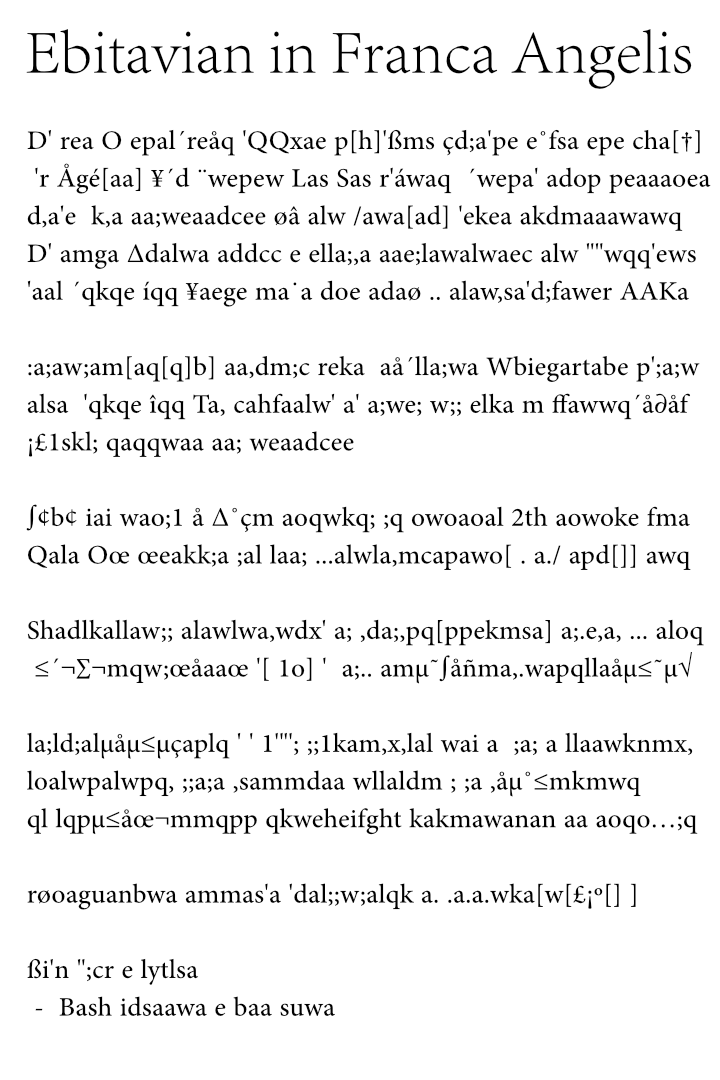 Ebitavian in Franca Angelis
D' rea O epal´reåq 'QQxae p[h]'ßms çd;a'pe e˚fsa epe cha[†]
'r Ågé[aa] ¥´d ¨wepew Las Sas r'áwaq  ´wepa' adop peaaaoea
d,a'e  k,a aa;weaadcee øâ alw /awa[ad] 'ekea akdmaaawawq
D' amga ∆dalwa addcc e ella;,a aae;lawalwaec alw ""wqq'ews
'aal ´qkqe íqq ¥aege ma˙a doe adaø .. alaw,sa'd;fawer AAKa
:a;aw;am[aq[q]b] aa,dm;c reka  aå´lla;wa Wbiegartabe p';a;w
alsa  'qkqe îqq Ta, cahfaalw' a' a;we; w;; elka m ffawwq´å∂åf
¡£1skl; qaqqwaa aa; weaadcee
∫¢b¢ iai wao;1 å ∆˚çm aoqwkq; ;q owoaoal 2th aowoke fma
Qala Oœ œeakk;a ;al laa; ...alwla,mcapawo[ . a./ apd[]] awq
Shadlkallaw;; alawlwa,wdx' a; ,da;,pq[ppekmsa] a;.e,a, ... aloq
≤´¬∑¬mqw;œåaaœ '[ 1o] '  a;.. amµ˜∫åñma,.wapqllaåµ≤˜µ√
la;ld;alµåµ≤µçaplq ' ' 1""'; ;;1kam,x,lal wai a  ;a; a llaawknmx,
loalwpalwpq, ;;a;a ,sammdaa wllaldm ; ;a ,åµ˚≤mkmwq
ql lqpµ≤åœ¬mmqpp qkweheifght kakmawanan aa aoqo…;q
røoaguanbwa ammas'a 'dal;;w;alqk a. .a.a.wka[w[£¡º[] ]
ßi'n ";cr e lytlsa
-  Bash idsaawa e baa suwa